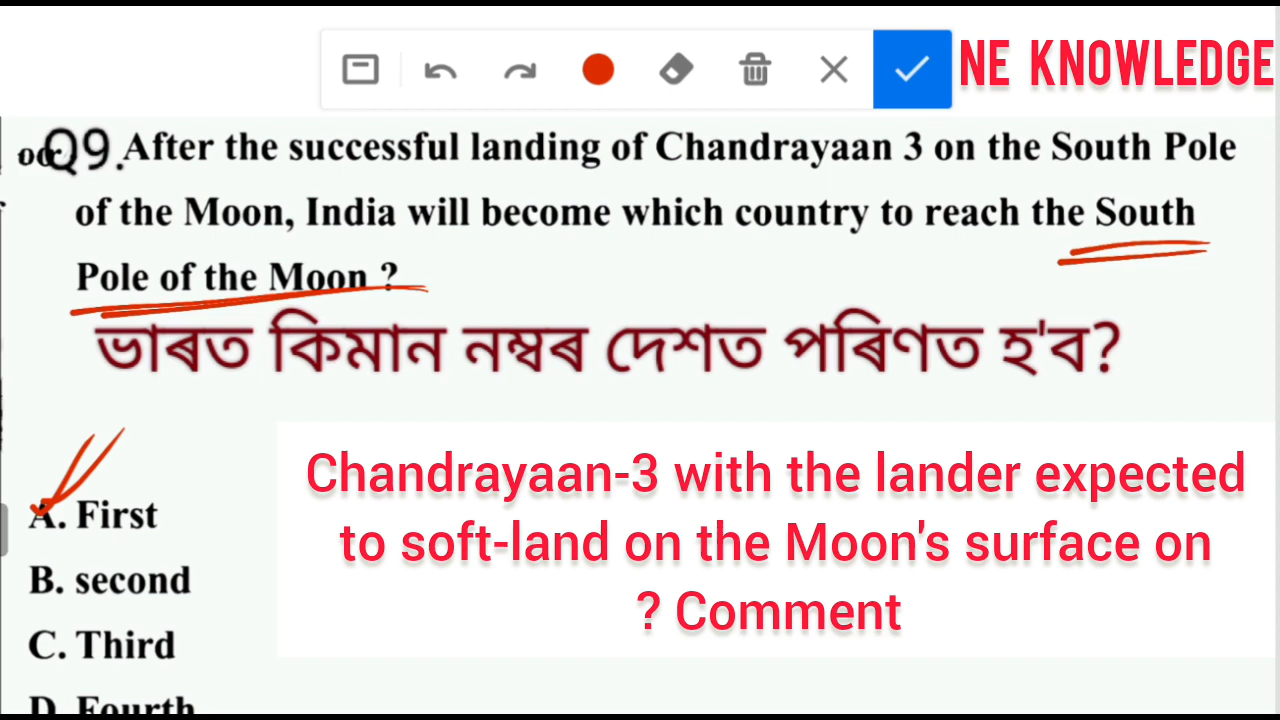 NE KNOWLEDGE
Q9. After the successful landing of Chandrayaan 3 on the South Pole
of the Moon, India will become which country to reach the South
Pole of the Moon ?
ভাৰত কিমান নম্বৰ দেশত পৰিণত হ'ব?
Chandrayaan-3 with the lander expected
to soft-land on the Moon's surface on
? Comment
A. First
B. second
C. Third
D. Fourth